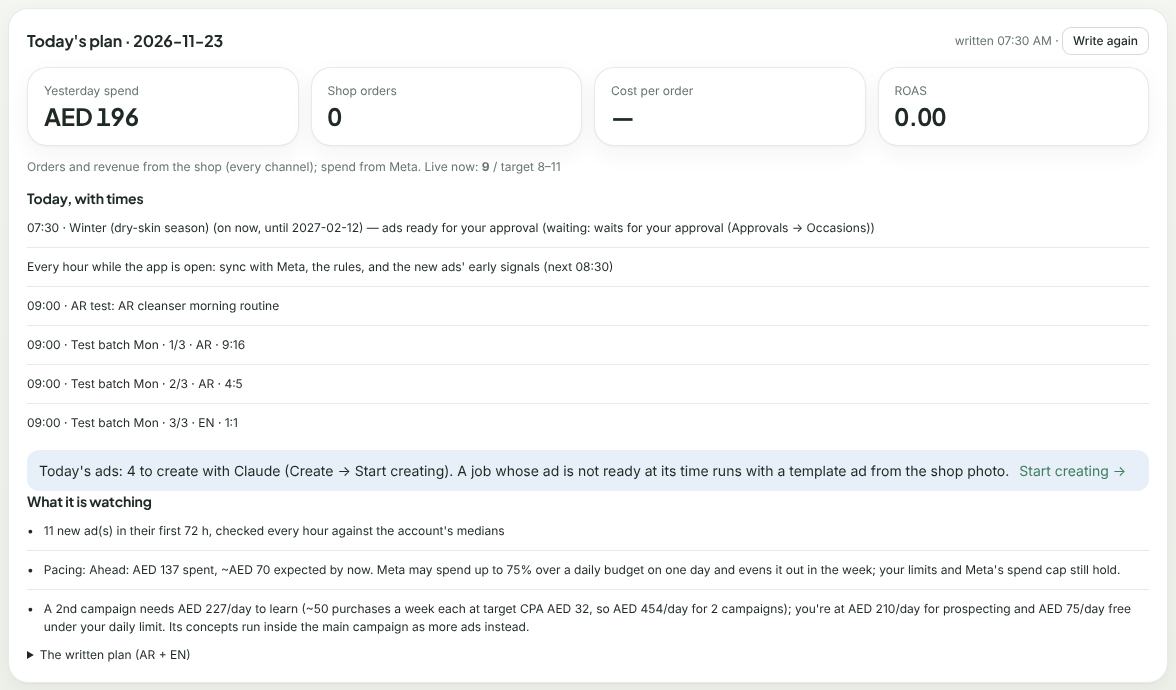 Today's plan · 2026-11-23
written 07:30 AM · Write again
Yesterday spend
AED 196
Shop orders
0
Cost per order
—
ROAS
0.00
Orders and revenue from the shop (every channel); spend from Meta. Live now: 9 / target 8–11
Today, with times
07:30 · Winter (dry-skin season) (on now, until 2027-02-12) — ads ready for your approval (waiting: waits for your approval (Approvals → Occasions))
Every hour while the app is open: sync with Meta, the rules, and the new ads' early signals (next 08:30)
09:00 · AR test: AR cleanser morning routine
09:00 · Test batch Mon · 1/3 · AR · 9:16
09:00 · Test batch Mon · 2/3 · AR · 4:5
09:00 · Test batch Mon · 3/3 · EN · 1:1
Today's ads: 4 to create with Claude (Create → Start creating). A job whose ad is not ready at its time runs with a template ad from the shop photo. Start creating →
What it is watching
• 11 new ad(s) in their first 72 h, checked every hour against the account's medians
• Pacing: Ahead: AED 137 spent, ~AED 70 expected by now. Meta may spend up to 75% over a daily budget on one day and evens it out in the week; your limits and Meta's spend cap still hold.
• A 2nd campaign needs AED 227/day to learn (~50 purchases a week each at target CPA AED 32, so AED 454/day for 2 campaigns); you're at AED 210/day for prospecting and AED 75/day free
under your daily limit. Its concepts run inside the main campaign as more ads instead.
▶ The written plan (AR + EN)